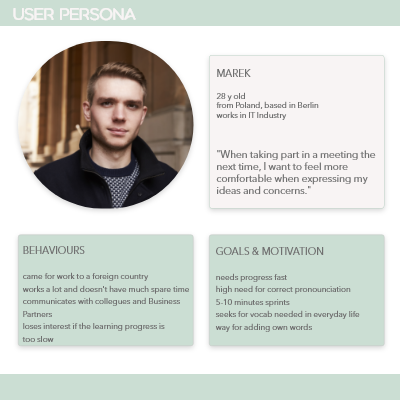 USER PERSONA
MAREK
28 y old
from Poland, based in Berlin
works in IT Industry
"When taking part in a meeting the
next time, I want to feel more
comfortable when expressing my
ideas and concerns."
BEHAVIOURS
came for work to a foreign country
works a lot and doesn't have much spare time
communicates with collegues and Business
Partners
loses interest if the learning progress is
too slow
GOALS & MOTIVATION
needs progress fast
high need for correct pronounciation
5-10 minutes sprints
seeks for vocab needed in everyday life
way for adding own words